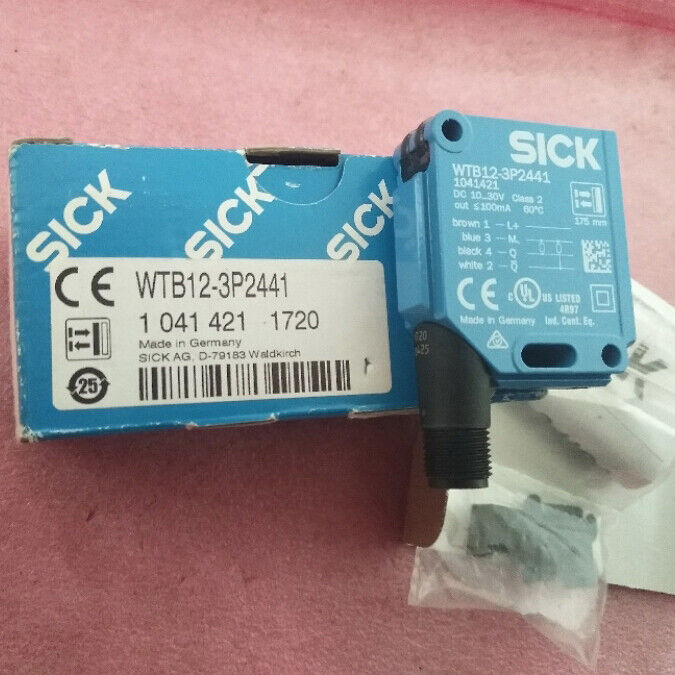 SICK
SICK
CE
WTB12-3P2441
1 041 421 1720
Made in Germany
SICK AG, D-79183 Waldkirch
25
SICK
WTB12-3P2441
1041421
DC 10...30V Class 2
out ≤100mA 60°C
175 mm
brown 1 - L+
blue 3 - M
black 4 - Q
white 2 - Q̅
CE
C UL US LISTED
4R97
Made in Germany Ind. Cont. Eq.